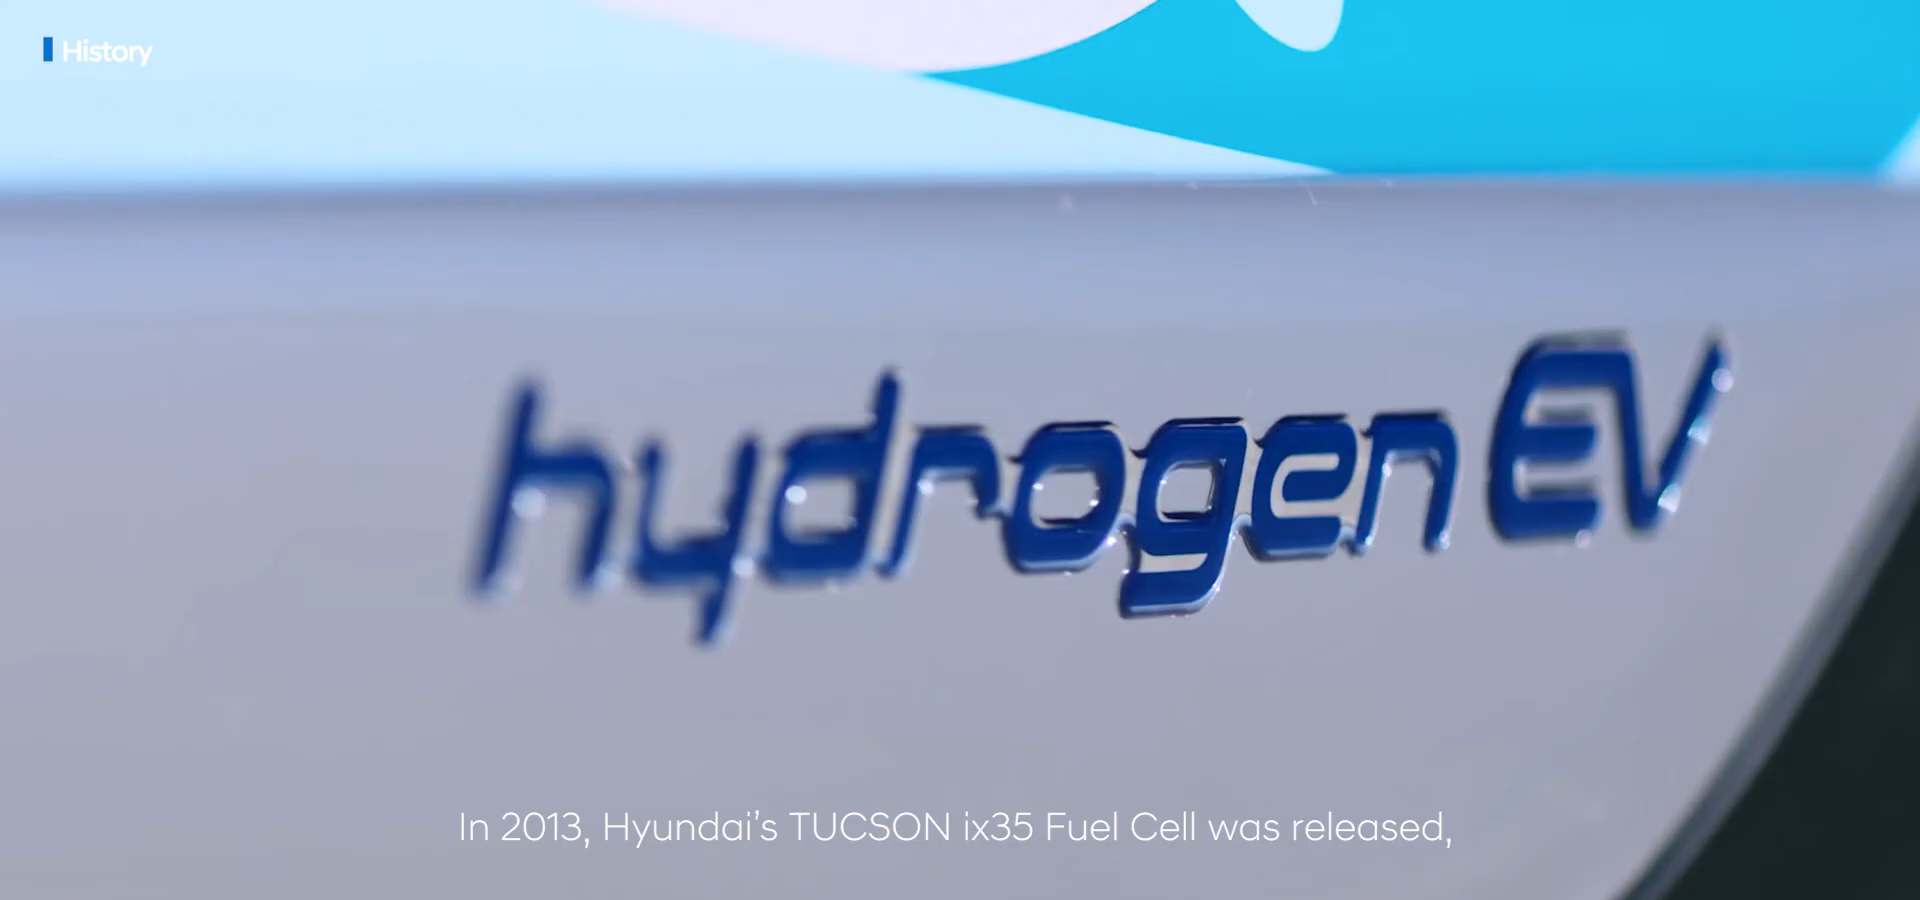 History
hydrogen EV
In 2013, Hyundai's TUCSON ix35 Fuel Cell was released,